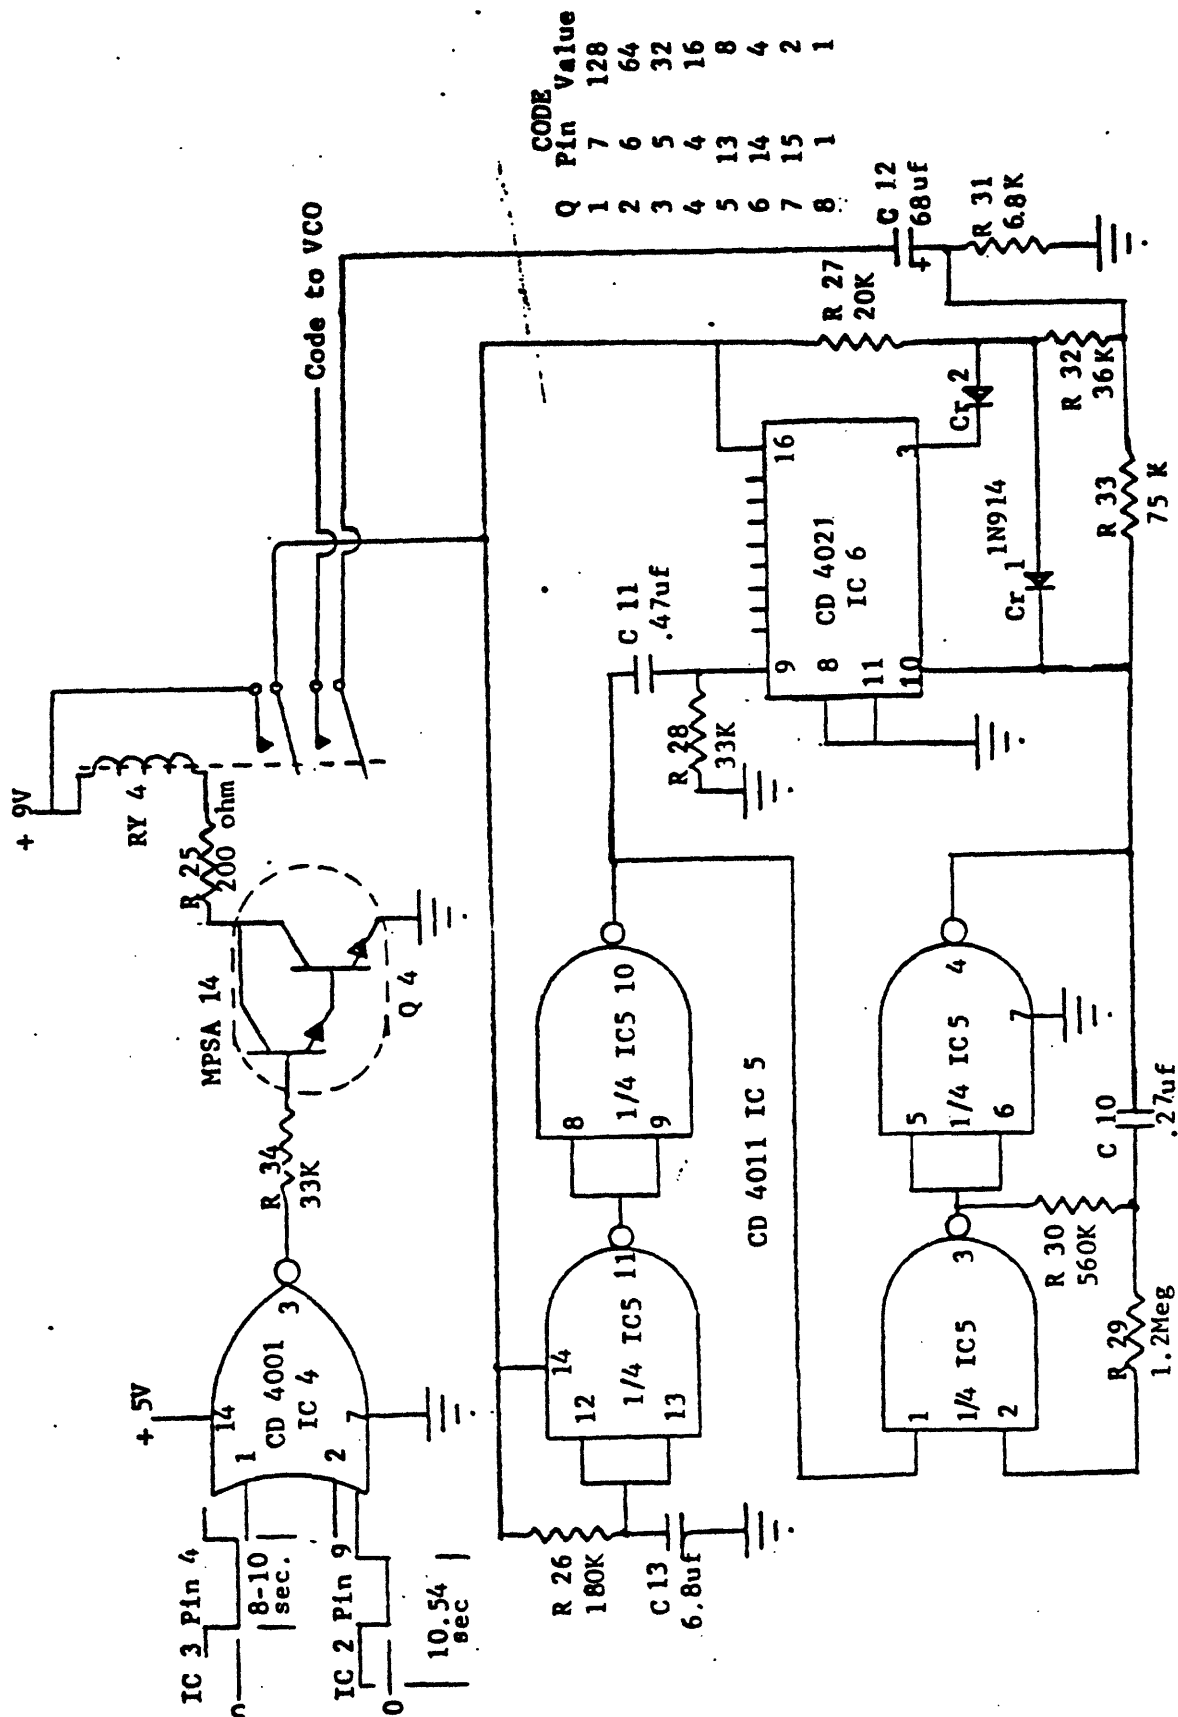 + 9V
RY 4
R 25
200 ohm
MPSA 14
Q 4
R 34
33K
+ 5V
14
CD 4001
IC 4
1
2
3
7
IC 3 Pin 4
0
8-10
sec.
IC 2 Pin 9
0
10.54
sec
Code to VCO
CODE
Q Pin Value
1 7 128
2 6 64
3 5 32
4 4 16
5 13 8
6 14 4
7 15 2
8 1 1
R 26
180K
C 13
6.8uf
14
12
13
1/4 IC5
11
8
9
1/4 IC5
10
C 11
.47uf
R 28
33K
16
9
8
11
10
3
CD 4021
IC 6
R 27
20K
Cr 2
Cr 1
1N914
C 12
68uf
+
R 31
6.8K
R 32
36K
R 33
75 K
CD 4011 IC 5
1
2
1/4 IC5
3
5
6
1/4 IC5
4
7
R 30
560K
R 29
1.2Meg
C 10
.27uf